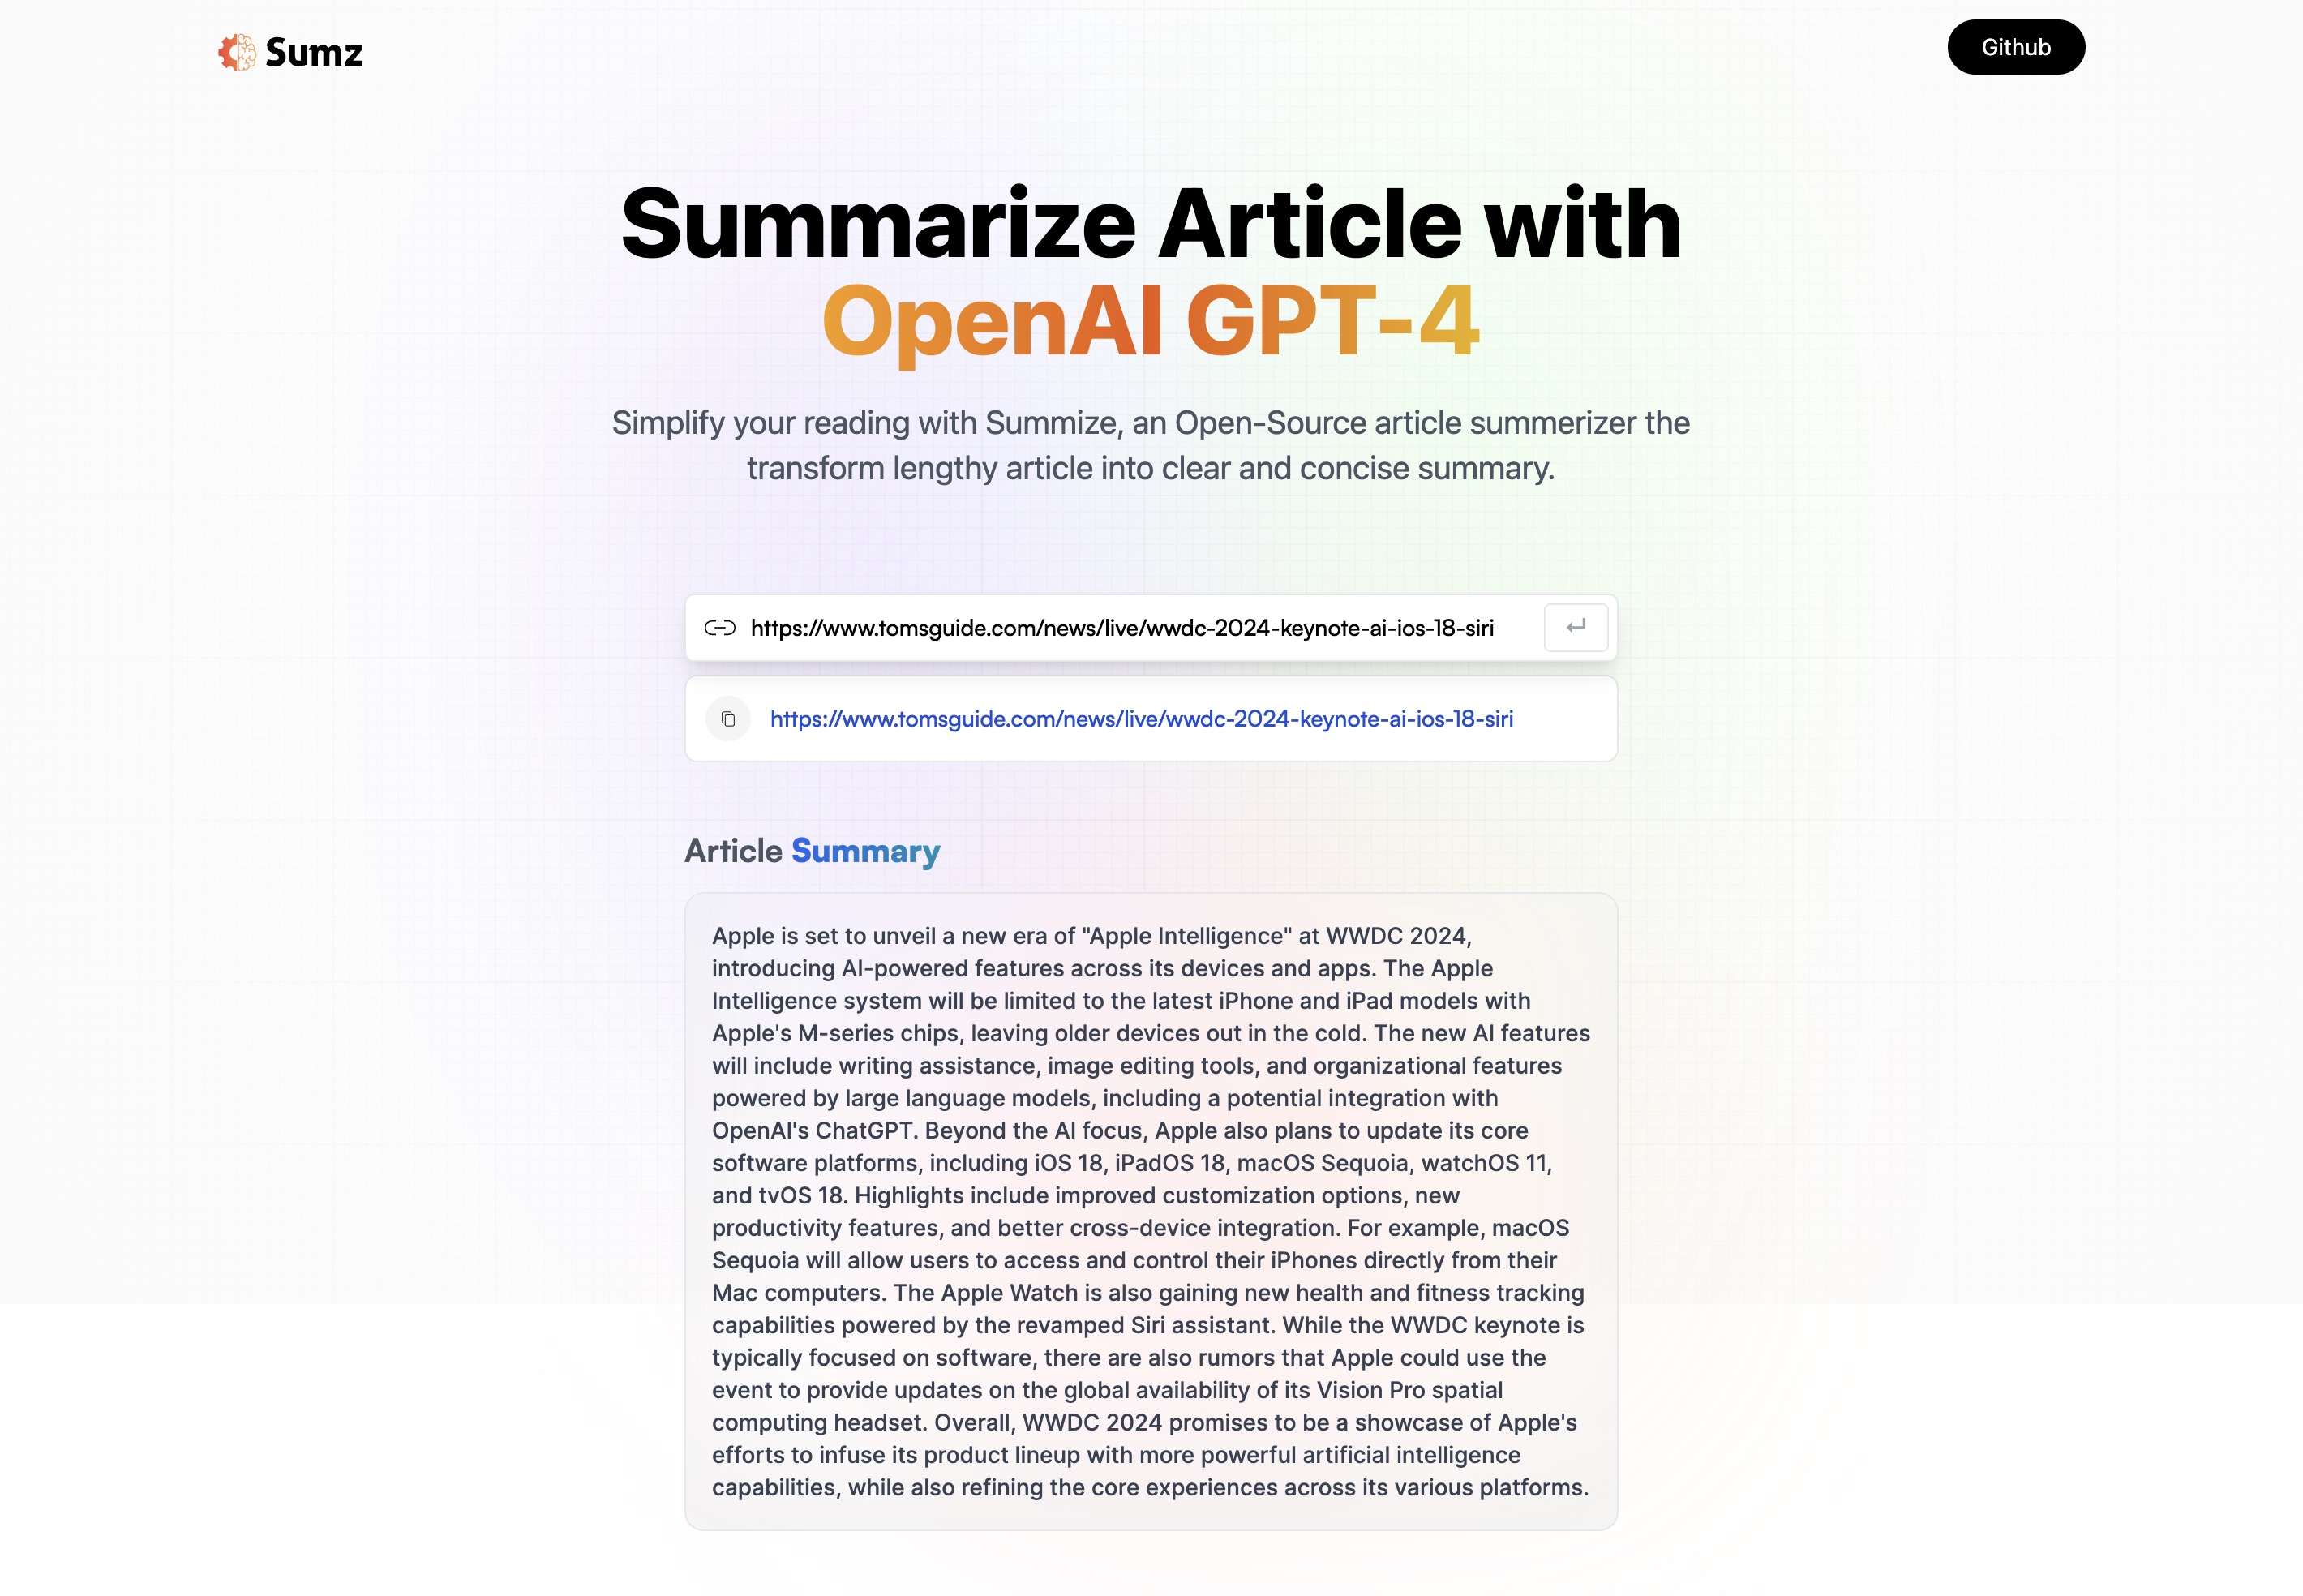 Sumz
Github
Summarize Article with
OpenAI GPT-4
Simplify your reading with Summize, an Open-Source article summerizer the
transform lengthy article into clear and concise summary.
https://www.tomsguide.com/news/live/wwdc-2024-keynote-ai-ios-18-siri
https://www.tomsguide.com/news/live/wwdc-2024-keynote-ai-ios-18-siri
Article Summary
Apple is set to unveil a new era of "Apple Intelligence" at WWDC 2024,
introducing AI-powered features across its devices and apps. The Apple
Intelligence system will be limited to the latest iPhone and iPad models with
Apple's M-series chips, leaving older devices out in the cold. The new AI features
will include writing assistance, image editing tools, and organizational features
powered by large language models, including a potential integration with
OpenAI's ChatGPT. Beyond the AI focus, Apple also plans to update its core
software platforms, including iOS 18, iPadOS 18, macOS Sequoia, watchOS 11,
and tvOS 18. Highlights include improved customization options, new
productivity features, and better cross-device integration. For example, macOS
Sequoia will allow users to access and control their iPhones directly from their
Mac computers. The Apple Watch is also gaining new health and fitness tracking
capabilities powered by the revamped Siri assistant. While the WWDC keynote is
typically focused on software, there are also rumors that Apple could use the
event to provide updates on the global availability of its Vision Pro spatial
computing headset. Overall, WWDC 2024 promises to be a showcase of Apple's
efforts to infuse its product lineup with more powerful artificial intelligence
capabilities, while also refining the core experiences across its various platforms.